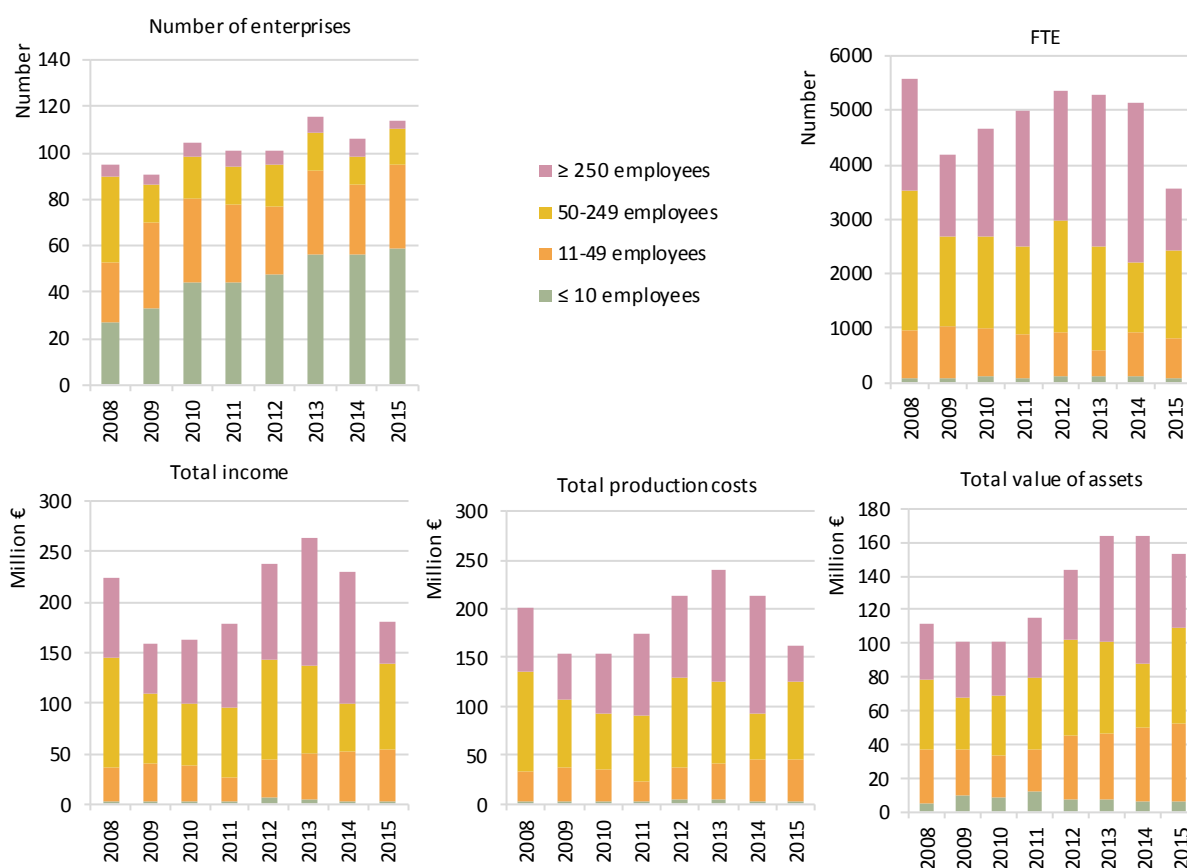 Number of enterprises
Number
140
120
100
80
60
40
20
0
2008 2009 2010 2011 2012 2013 2014 2015
≥ 250 employees
50-249 employees
11-49 employees
≤ 10 employees
FTE
Number
6000
5000
4000
3000
2000
1000
0
2008 2009 2010 2011 2012 2013 2014 2015
Total income
Million €
300
250
200
150
100
50
0
2008 2009 2010 2011 2012 2013 2014 2015
Total production costs
Million €
300
250
200
150
100
50
0
2008 2009 2010 2011 2012 2013 2014 2015
Total value of assets
Million €
180
160
140
120
100
80
60
40
20
0
2008 2009 2010 2011 2012 2013 2014 2015